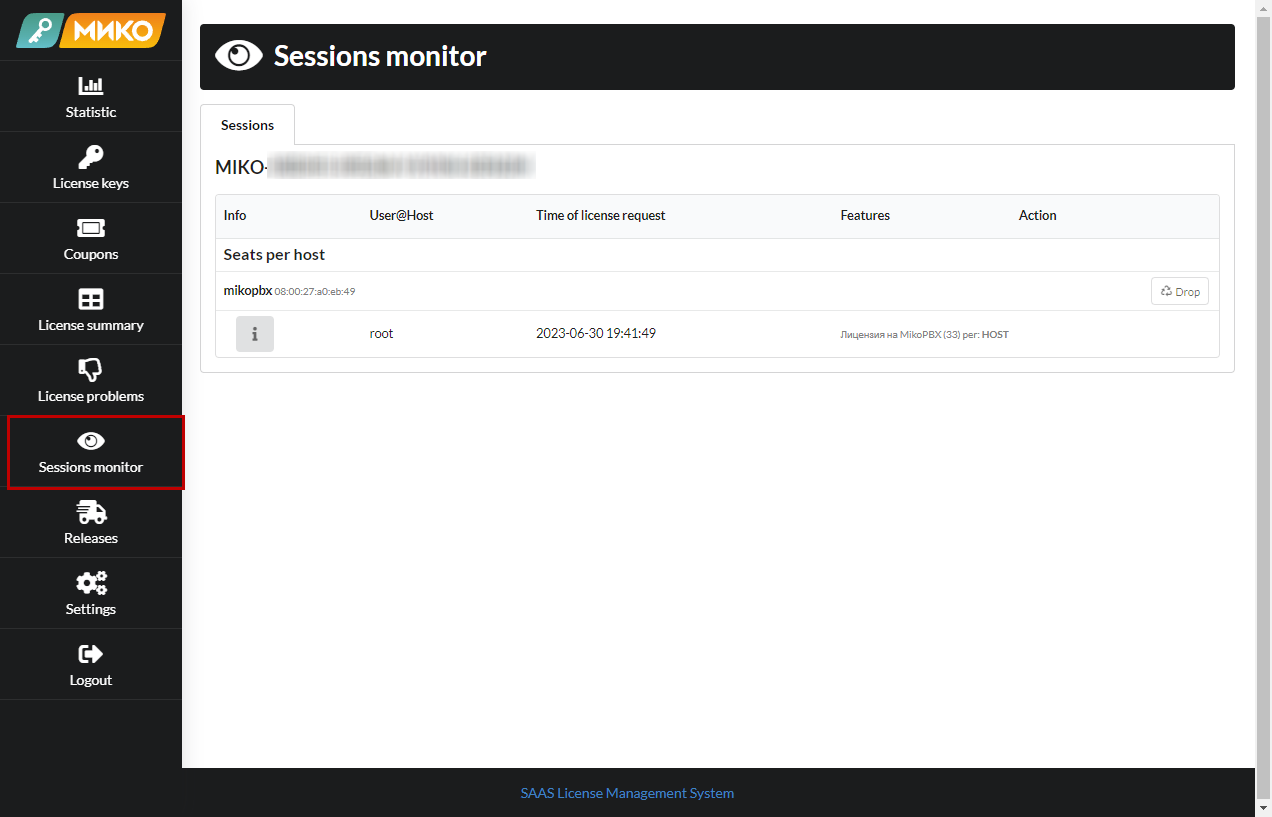 МИКО
Statistic
License keys
Coupons
License summary
License problems
Sessions monitor
Releases
Settings
Logout
Sessions monitor
Sessions
MIKO-
Info User@Host Time of license request Features Action
Seats per host
mikopbx 08:00:27:a0:eb:49 Drop
root 2023-06-30 19:41:49 Лицензия на MikoPBX (33) per: HOST
SAAS License Management System